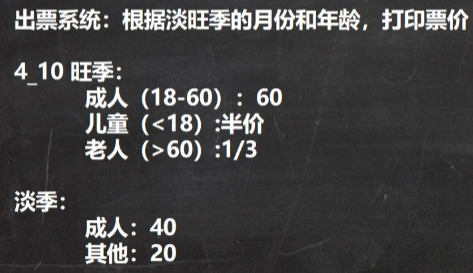 出票系统：根据淡旺季的月份和年龄，打印票价
4_10 旺季：
成人（18-60）：60
儿童（<18）:半价
老人（>60）:1/3
淡季：
成人：40
其他：20